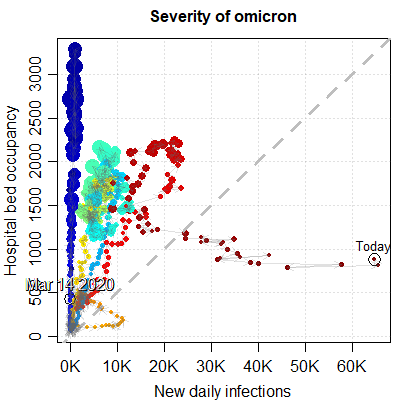 Severity of omicron
Hospital bed occupancy
3000
2500
2000
1500
1000
500
0
Today
Mar 14 2020
0K 10K 20K 30K 40K 50K 60K
New daily infections